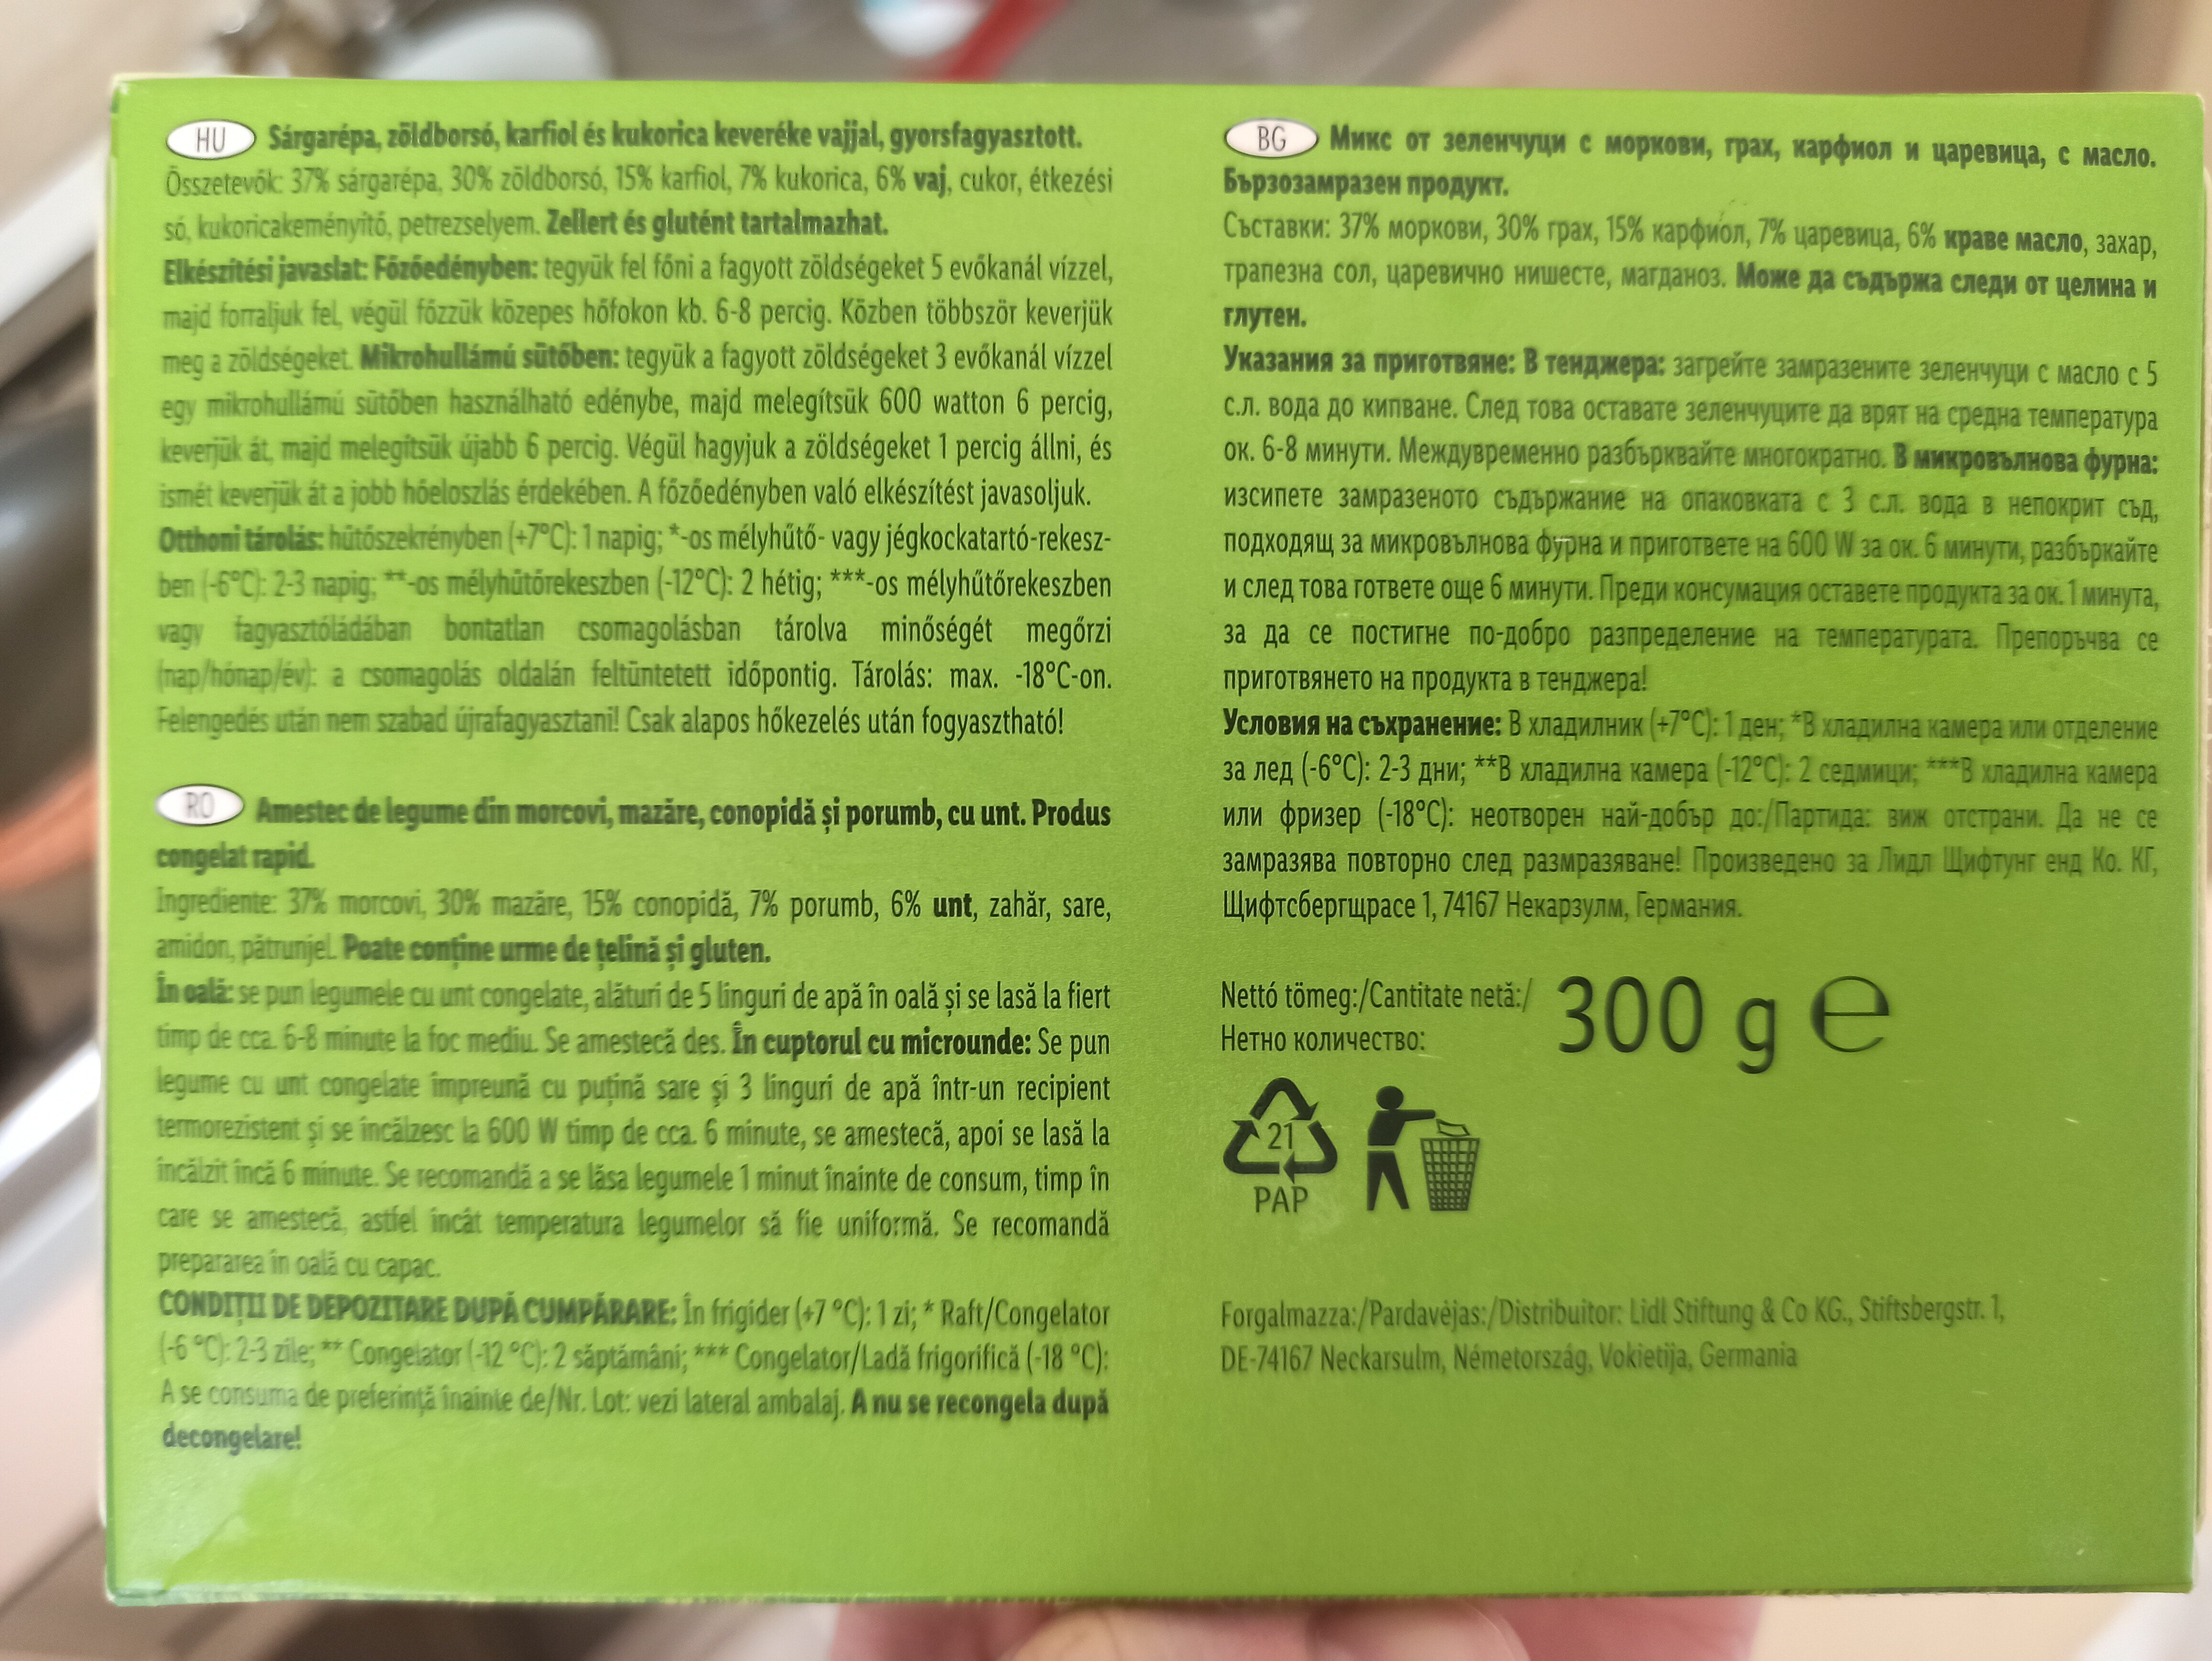 HU Sárgarépa, zöldborsó, karfiol és kukorica keveréke vajjal, gyorsfagyasztott.
Összetevők: 37% sárgarépa, 30% zöldborsó, 15% karfiol, 7% kukorica, 6% vaj, cukor, étkezési
só, kukoricakeményítő, petrezselyem. Zellert és glutént tartalmazhat.
Elkészítési javaslat: Főzőedényben: tegyük fel főni a fagyott zöldségeket 5 evőkanál vízzel,
majd forraljuk fel, végül főzzük közepes hőfokon kb. 6-8 percig. Közben többször keverjük
meg a zöldségeket. Mikrohullámú sütőben: tegyük a fagyott zöldségeket 3 evőkanál vízzel
egy mikrohullámú sütőben használható edénybe, majd melegítsük 600 watton 6 percig,
keverjük át, majd melegítsük újabb 6 percig. Végül hagyjuk a zöldségeket 1 percig állni, és
ismét keverjük át a jobb hőeloszlás érdekében. A főzőedényben való elkészítést javasoljuk.
Otthoni tárolás: hűtőszekrényben (+7°C): 1 napig; *-os mélyhűtő- vagy jégkockatartó-rekesz-
ben (-6°C): 2-3 napig; **-os mélyhűtőrekeszben (-12°C): 2 hétig; ***-os mélyhűtőrekeszben
vagy fagyasztóládában bontatlan csomagolásban tárolva minőségét megőrzi
(nap/hónap/év): a csomagolás oldalán feltüntetett időpontig. Tárolás: max. -18°C-on.
Felengedés után nem szabad újrafagyasztani! Csak alapos hőkezelés után fogyasztható!
RO Amestec de legume din morcovi, mazăre, conopidă și porumb, cu unt. Produs
congelat rapid.
Ingrediente: 37% morcovi, 30% mazăre, 15% conopidă, 7% porumb, 6% unt, zahăr, sare,
amidon, pătrunjel. Poate conține urme de țelină și gluten.
În oală: se pun legumele cu unt congelate, alături de 5 linguri de apă în oală și se lasă la fiert
timp de cca. 6-8 minute la foc mediu. Se amestecă des. În cuptorul cu microunde: Se pun
legume cu unt congelate împreună cu puțină sare şi 3 linguri de apă într-un recipient
termorezistent și se încălzesc la 600 W timp de cca. 6 minute, se amestecă, apoi se lasă la
încălzit încă 6 minute. Se recomandă a se lăsa legumele 1 minut înainte de consum, timp în
care se amestecă, astfel încât temperatura legumelor să fie uniformă. Se recomandă
prepararea în oală cu capac.
CONDIȚII DE DEPOZITARE DUPĂ CUMPĂRARE: În frigider (+7 °C): 1 zi; * Raft/Congelator
(-6 °C): 2-3 zile; ** Congelator (-12 °C): 2 săptămâni; *** Congelator/Ladă frigorifică (-18 °C):
A se consuma de preferință înainte de/Nr. Lot: vezi lateral ambalaj. A nu se recongela după
decongelare!
BG Микс от зеленчуци с моркови, грах, карфиол и царевица, с масло.
Бързозамразен продукт.
Съставки: 37% моркови, 30% грах, 15% карфиол, 7% царевица, 6% краве масло, захар,
трапезна сол, царевично нишесте, магданоз. Може да съдържа следи от целина и
глутен.
Указания за приготвяне: В тенджера: загрейте замразените зеленчуци с масло с 5
с.л. вода до кипване. След това оставате зеленчуците да врят на средна температура
ок. 6-8 минути. Междувременно разбърквайте многократно. В микровълнова фурна:
изсипете замразеното съдържание на опаковката с 3 с.л. вода в непокрит съд,
подходящ за микровълнова фурна и пригответе на 600 W за ок. 6 минути, разбъркайте
и след това гответе още 6 минути. Преди консумация оставете продукта за ок. 1 минута,
за да се постигне по-добро разпределение на температурата. Препоръчва се
приготвянето на продукта в тенджера!
Условия на съхранение: В хладилник (+7°C): 1 ден; *В хладилна камера или отделение
за лед (-6°C): 2-3 дни; **В хладилна камера (-12°C): 2 седмици; ***В хладилна камера
или фризер (-18°C): неотворен най-добър до:/Партида: виж отстрани. Да не се
замразява повторно след размразяване! Произведено за Лидл Щифтунг енд Ко. КГ,
Щифтсбергщрасе 1, 74167 Некарзулм, Германия.
Nettó tömeg:/Cantitate netă:/
Нетно количество:
300 g e
21
PAP
Forgalmazza:/Pardavėjas:/Distribuitor: Lidl Stiftung & Co KG., Stiftsbergstr. 1,
DE-74167 Neckarsulm, Németország, Vokietija, Germania